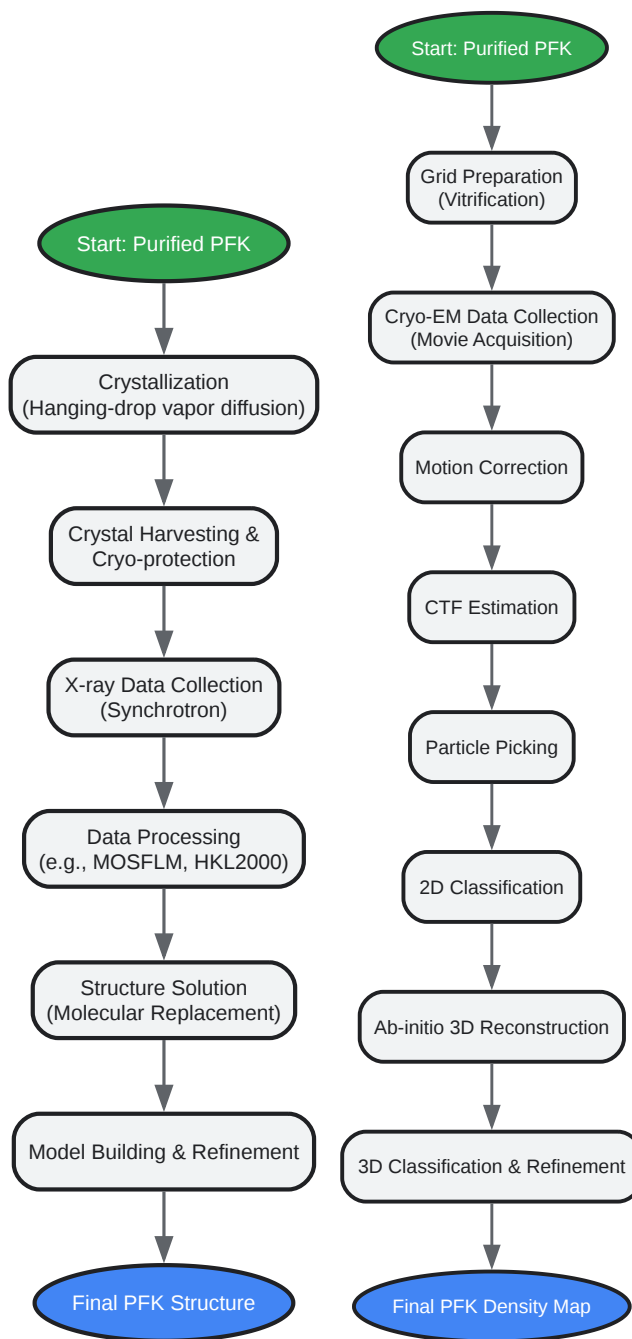 Start: Purified PFK
Crystallization
(Hanging-drop vapor diffusion)
Crystal Harvesting &
Cryo-protection
X-ray Data Collection
(Synchrotron)
Data Processing
(e.g., MOSFLM, HKL2000)
Structure Solution
(Molecular Replacement)
Model Building & Refinement
Final PFK Structure
Start: Purified PFK
Grid Preparation
(Vitrification)
Cryo-EM Data Collection
(Movie Acquisition)
Motion Correction
CTF Estimation
Particle Picking
2D Classification
Ab-initio 3D Reconstruction
3D Classification & Refinement
Final PFK Density Map